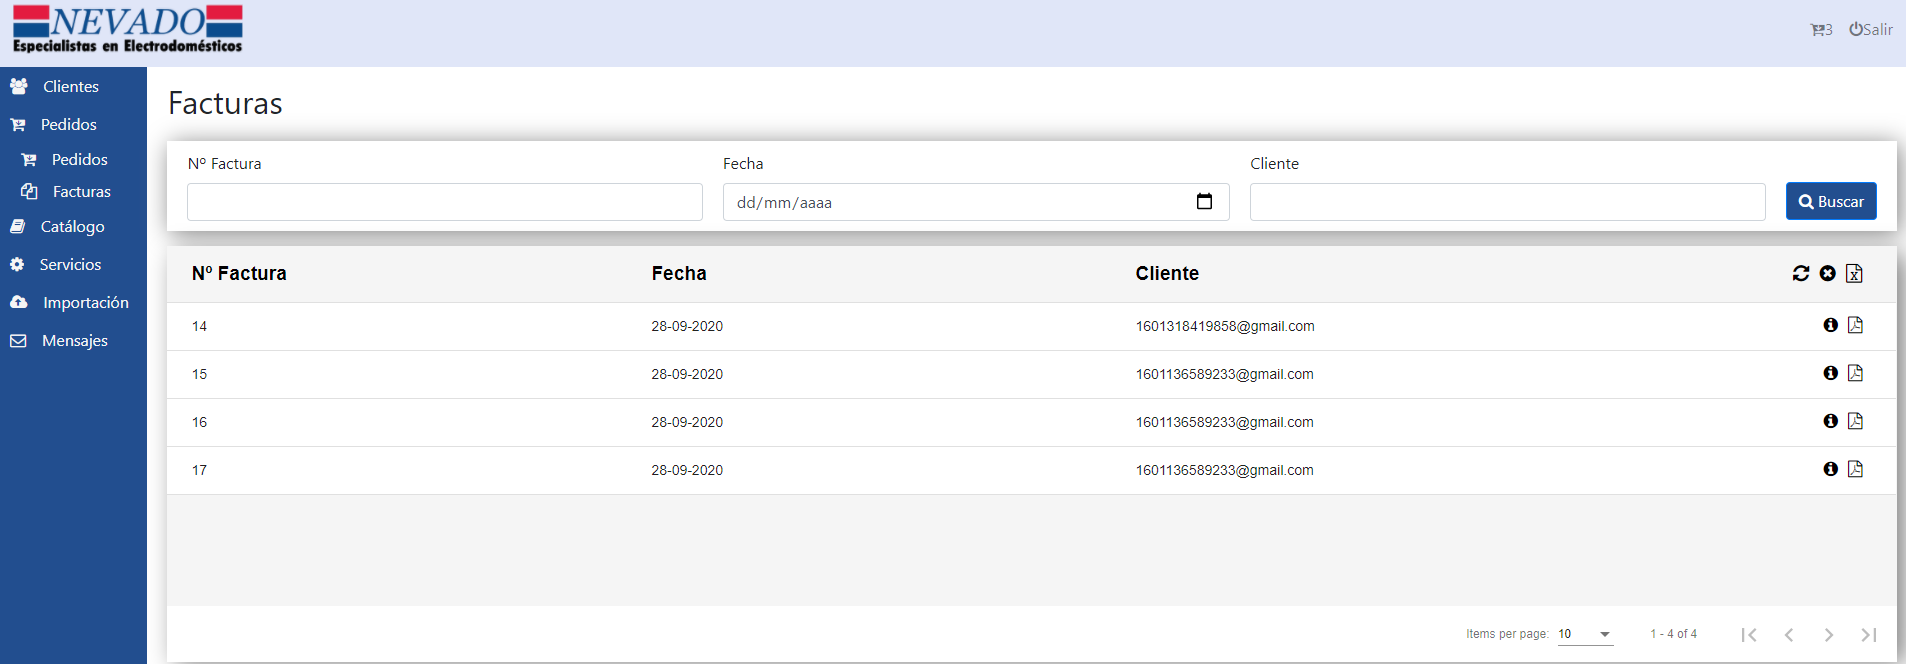 NEVADO
Especialistas en Electrodomésticos
3 Salir
Clientes
Pedidos
Pedidos
Facturas
Catálogo
Servicios
Importación
Mensajes
Facturas
Nº Factura Fecha Cliente
dd/mm/aaaa Buscar
Nº Factura Fecha Cliente
14 28-09-2020 1601318419858@gmail.com
15 28-09-2020 1601136589233@gmail.com
16 28-09-2020 1601136589233@gmail.com
17 28-09-2020 1601136589233@gmail.com
Items per page: 10 1 - 4 of 4